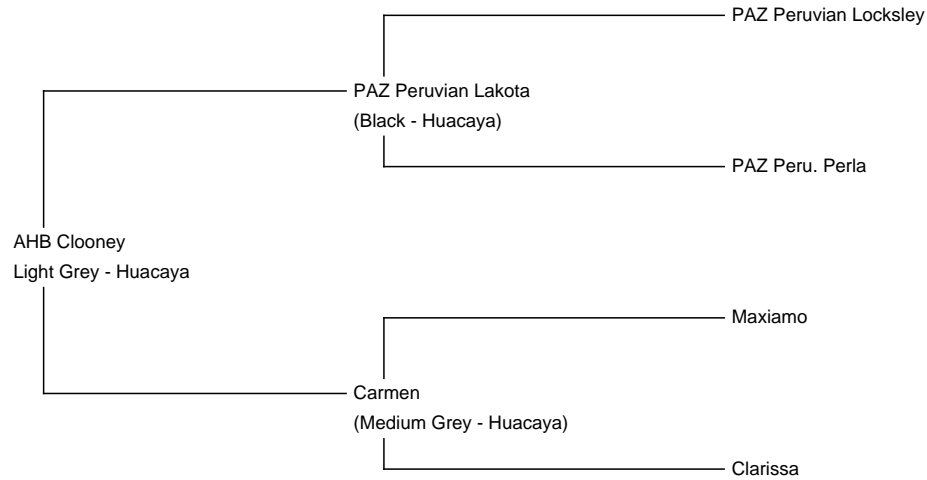 PAZ Peruvian Locksley
PAZ Peruvian Lakota
(Black - Huacaya)
PAZ Peru. Perla
AHB Clooney
Light Grey - Huacaya
Maxiamo
Carmen
(Medium Grey - Huacaya)
Clarissa